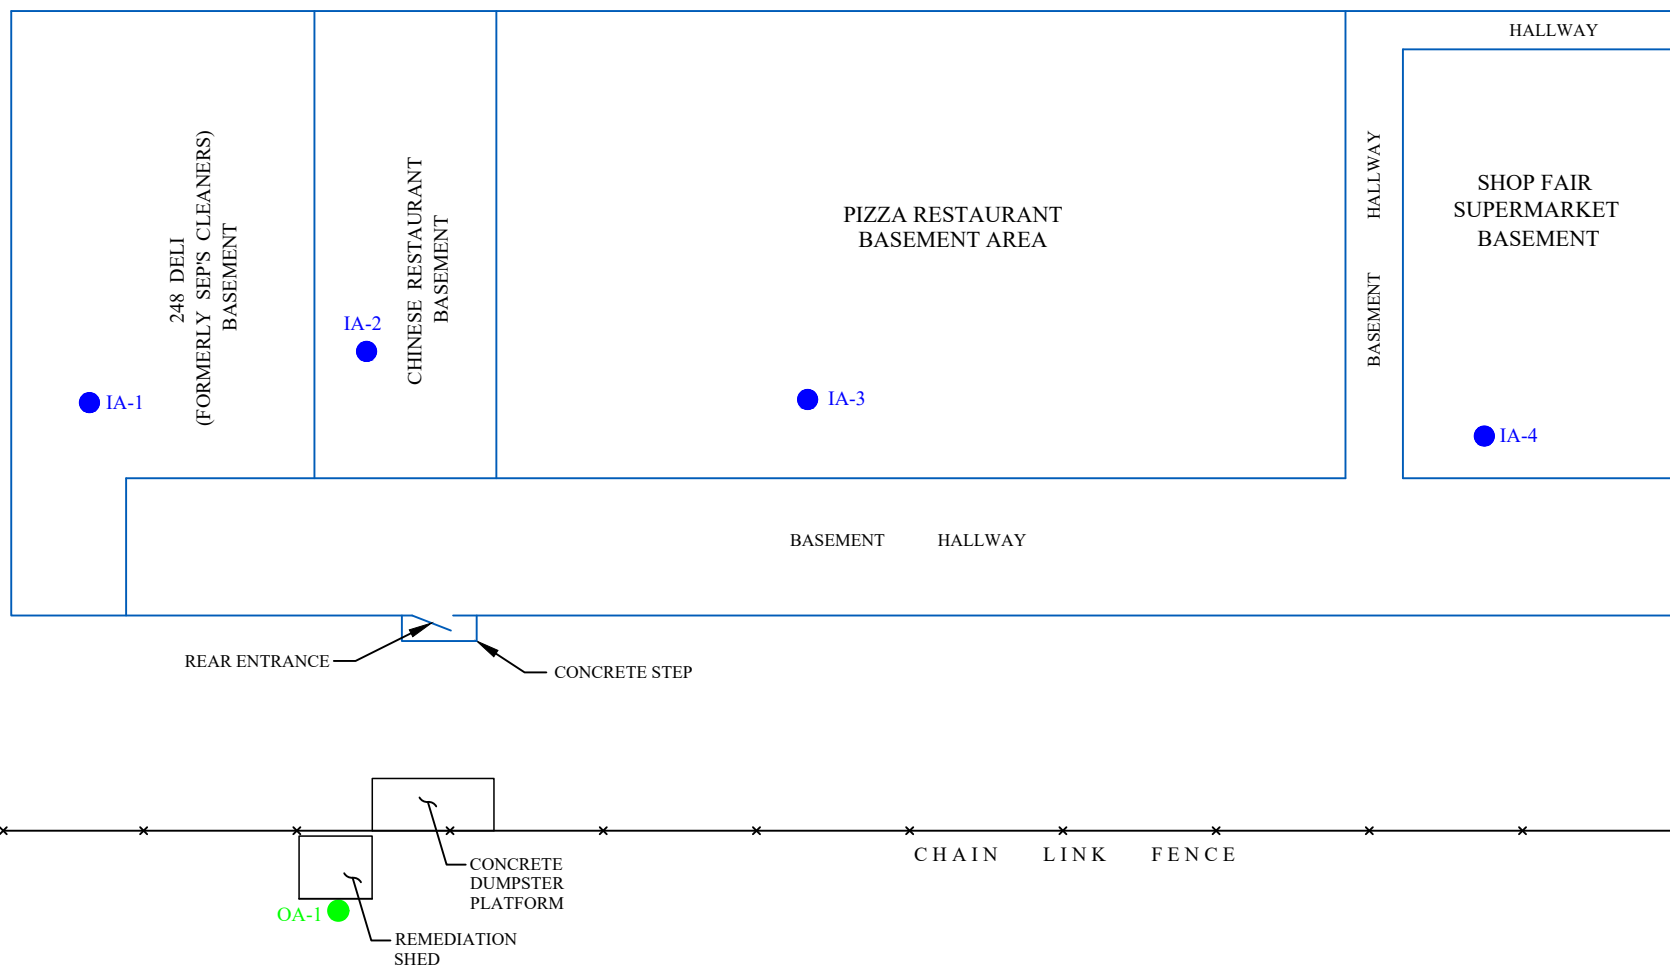 HALLWAY
248 DELI
(FORMERLY SEP'S CLEANERS)
BASEMENT
CHINESE RESTAURANT
BASEMENT
PIZZA RESTAURANT
BASEMENT AREA
BASEMENT HALLWAY
SHOP FAIR
SUPERMARKET
BASEMENT
IA-2
IA-1
IA-3
IA-4
BASEMENT HALLWAY
REAR ENTRANCE
CONCRETE STEP
CHAIN LINK FENCE
CONCRETE
DUMPSTER
PLATFORM
OA-1
REMEDIATION
SHED